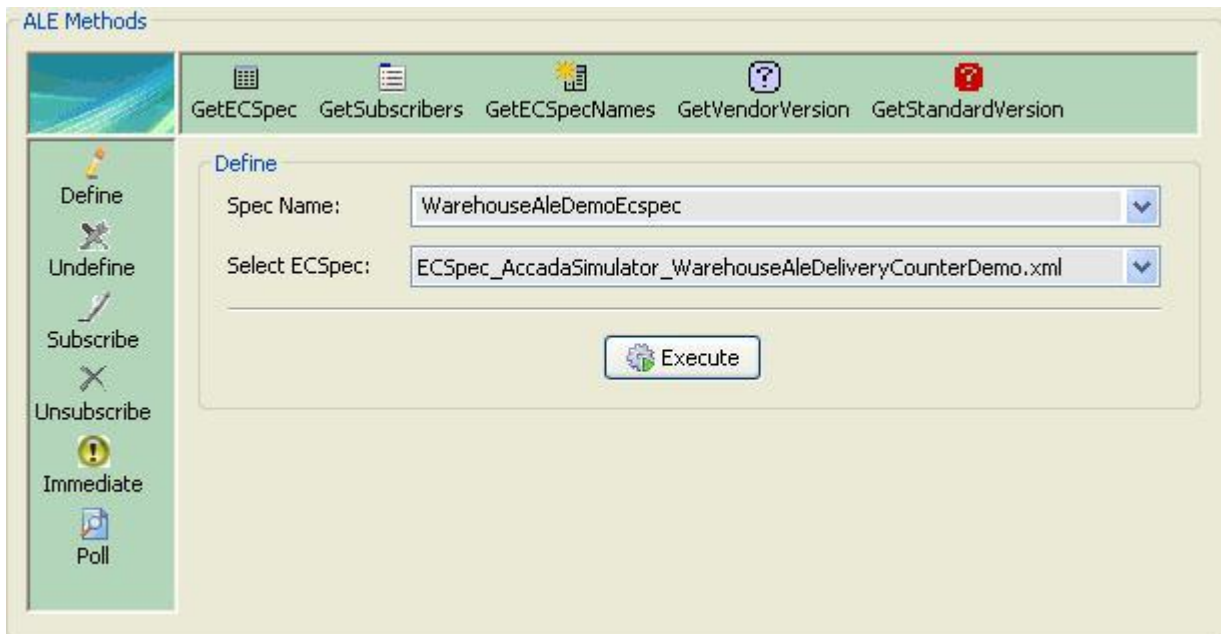 ALE Methods
GetECSpec GetSubscribers GetECSpecNames GetVendorVersion GetStandardVersion
Define
Undefine
Subscribe
Unsubscribe
Immediate
Poll
Define
Spec Name: WarehouseAleDemoEcspec
Select ECSpec: ECSpec_AccadaSimulator_WarehouseAleDeliveryCounterDemo.xml
Execute